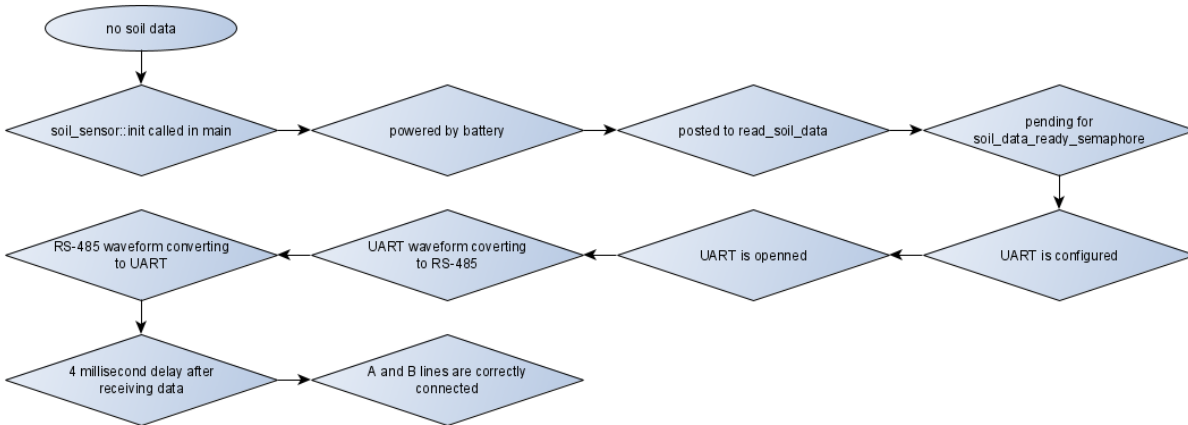 no soil data
soil_sensor::init called in main
powered by battery
posted to read_soil_data
pending for
soil_data_ready_semaphore
UART is configured
UART is openned
UART waveform coverting
to RS-485
RS-485 waveform converting
to UART
4 millisecond delay after
receiving data
A and B lines are correctly
connected